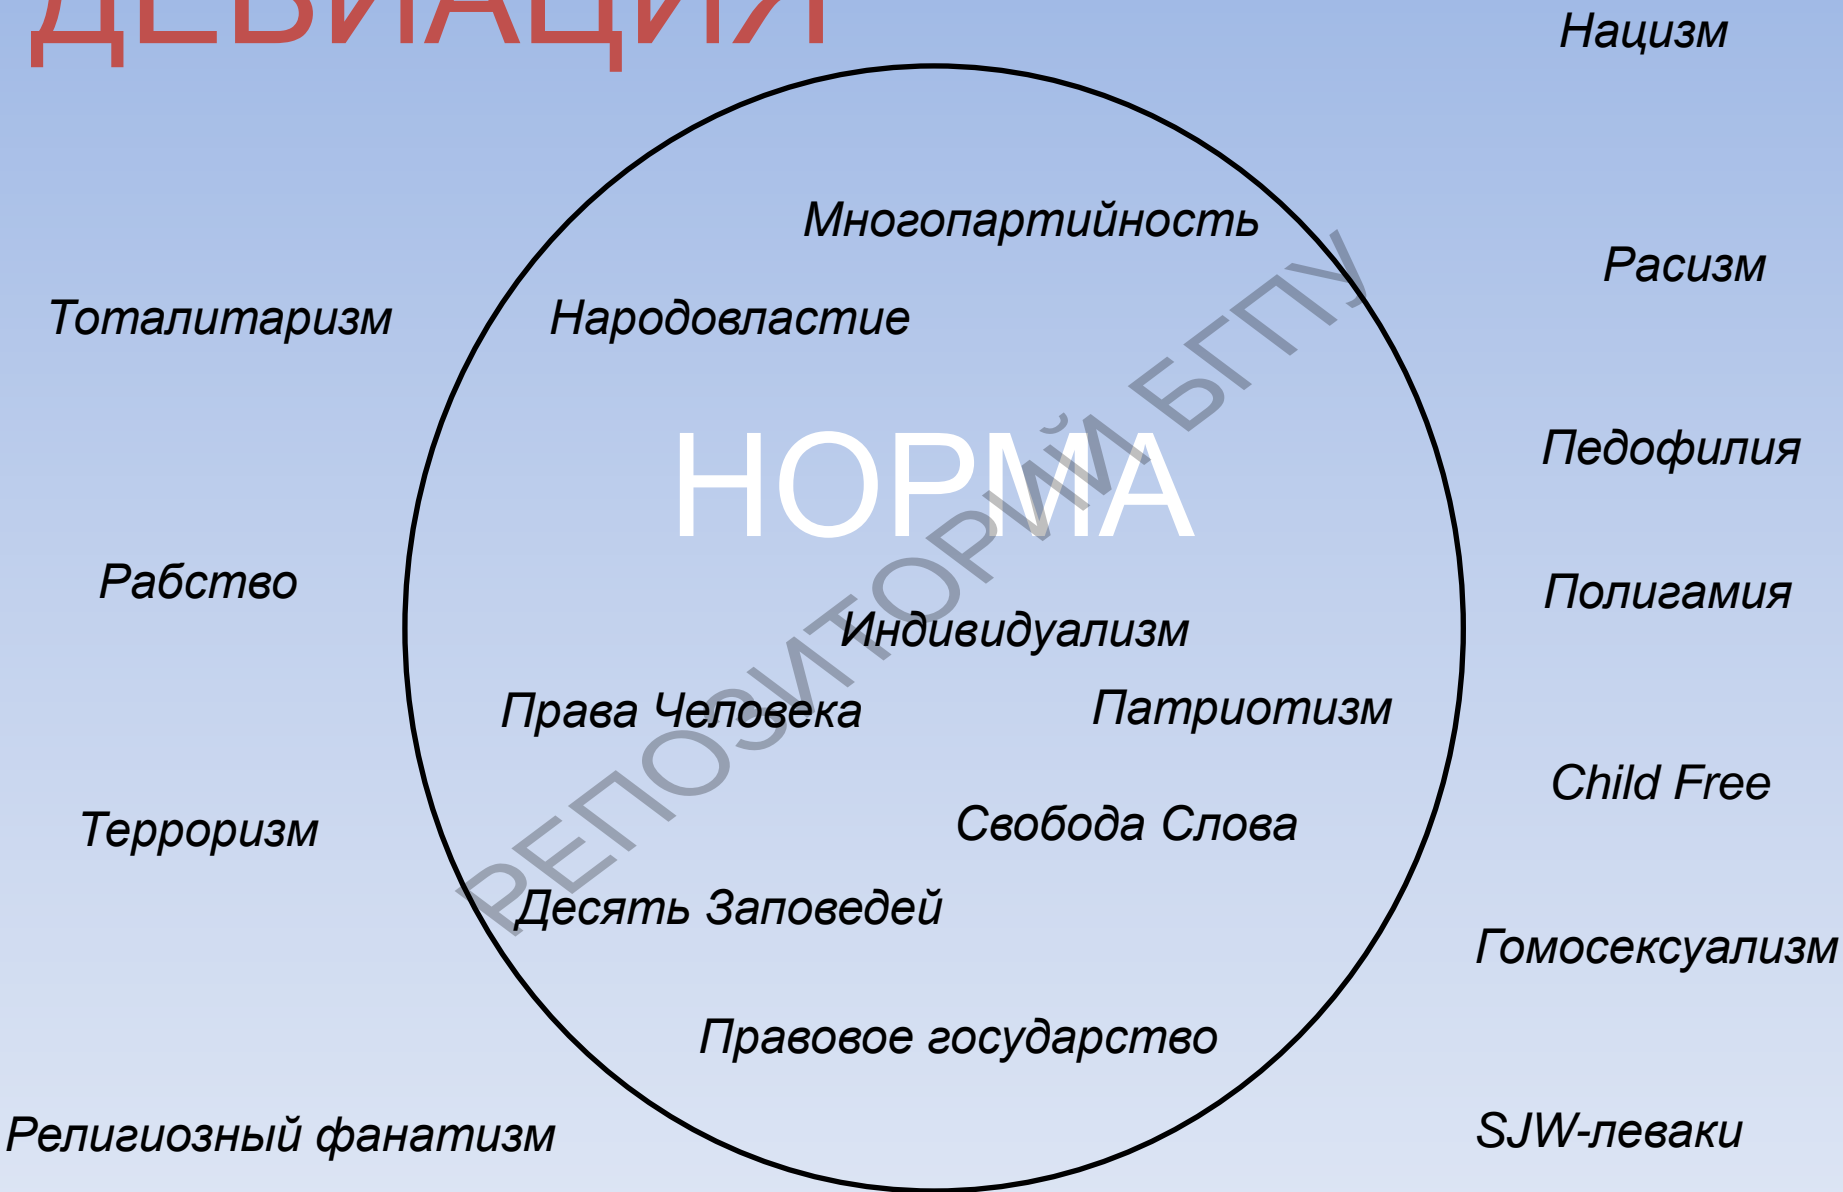 ДЕВИАЦИЯ
Нацизм
Многопартийность
Расизм
Тоталитаризм
Народовластие
НОРМА
Педофилия
Рабство
Полигамия
Индивидуализм
Права Человека
Патриотизм
Child Free
Терроризм
Свобода Слова
Десять Заповедей
Гомосексуализм
Правовое государство
Религиозный фанатизм
SJW-леваки
РЕПОЗИТОРИЙ БГПУ